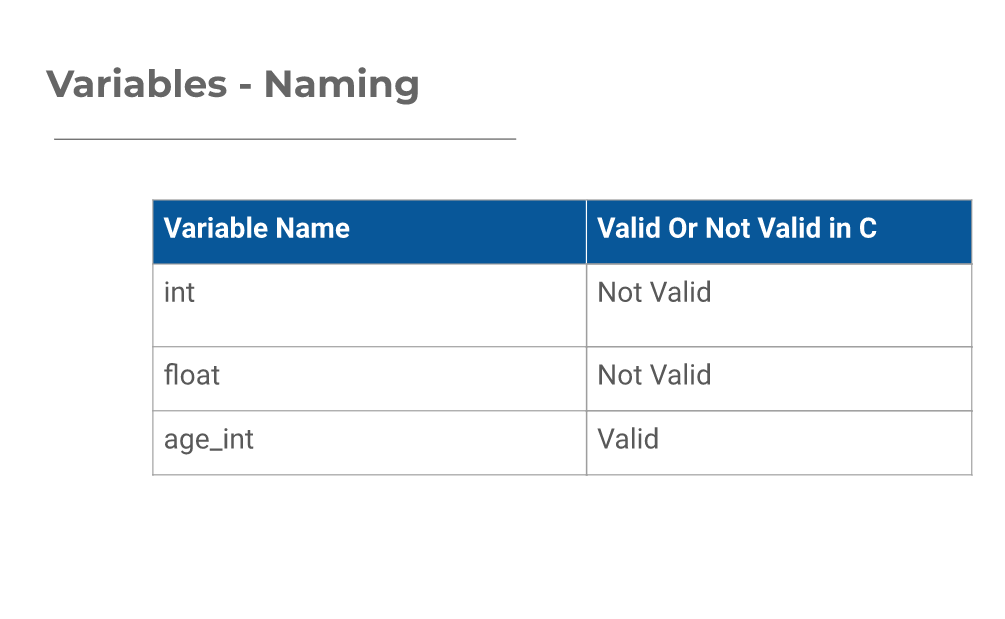 Variables - Naming
Variable Name Valid Or Not Valid in C
int Not Valid
float Not Valid
age_int Valid